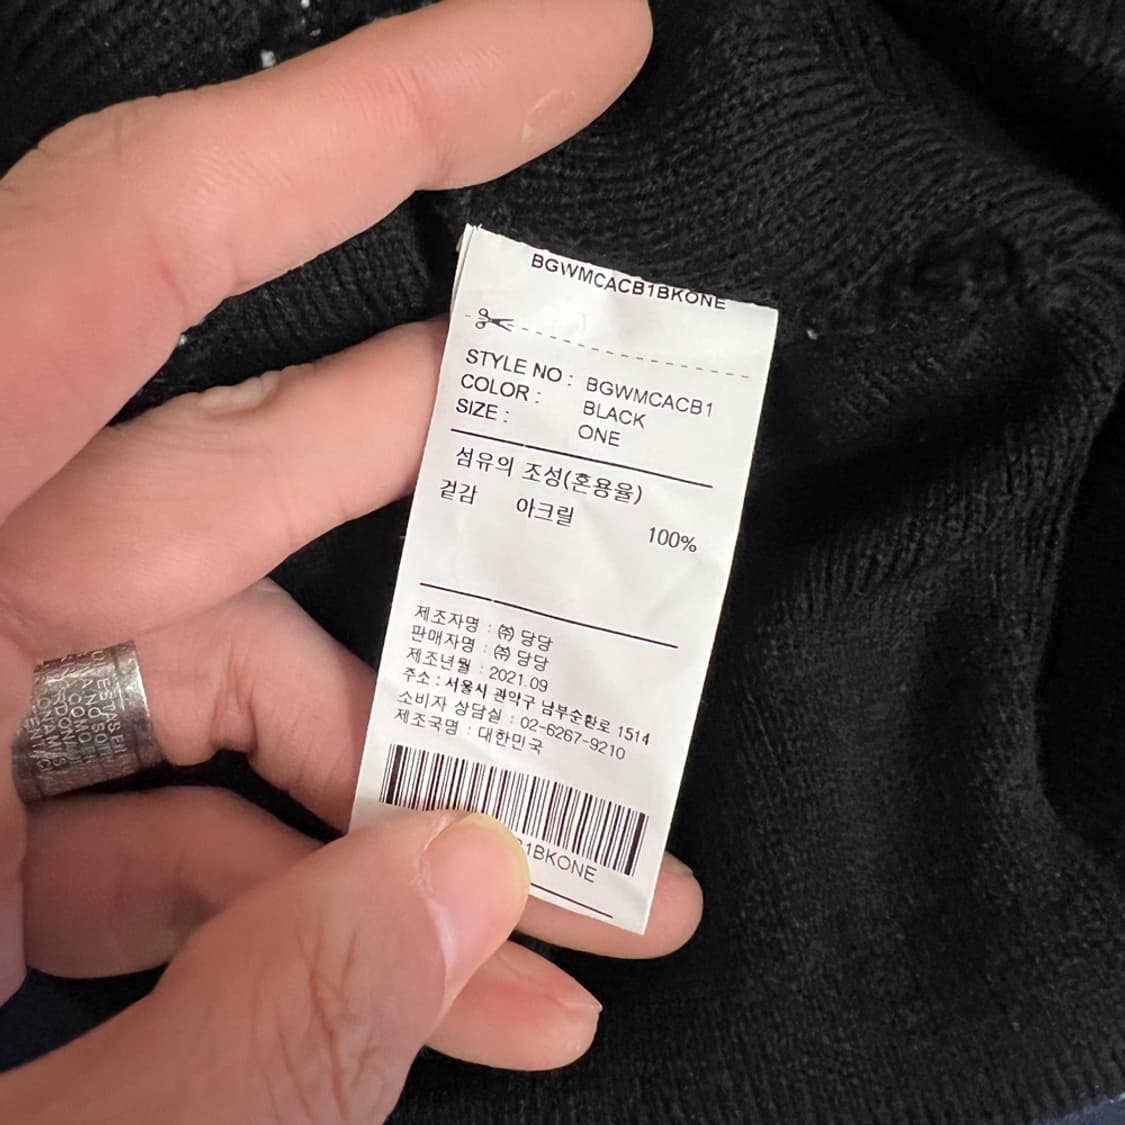 BGWMCACB1BKONE
STYLE NO : BGWMCACB1
COLOR : BLACK
SIZE : ONE
섬유의 조성(혼용율)
겉감 아크릴 100%
제조자명 : ㈜ 당당
판매자명 : ㈜ 당당
제조년월 : 2021.09
주소 : 서울시 관악구 남부순환로 1514
소비자 상담실 : 02-6267-9210
제조국명 : 대한민국
B1BKONE